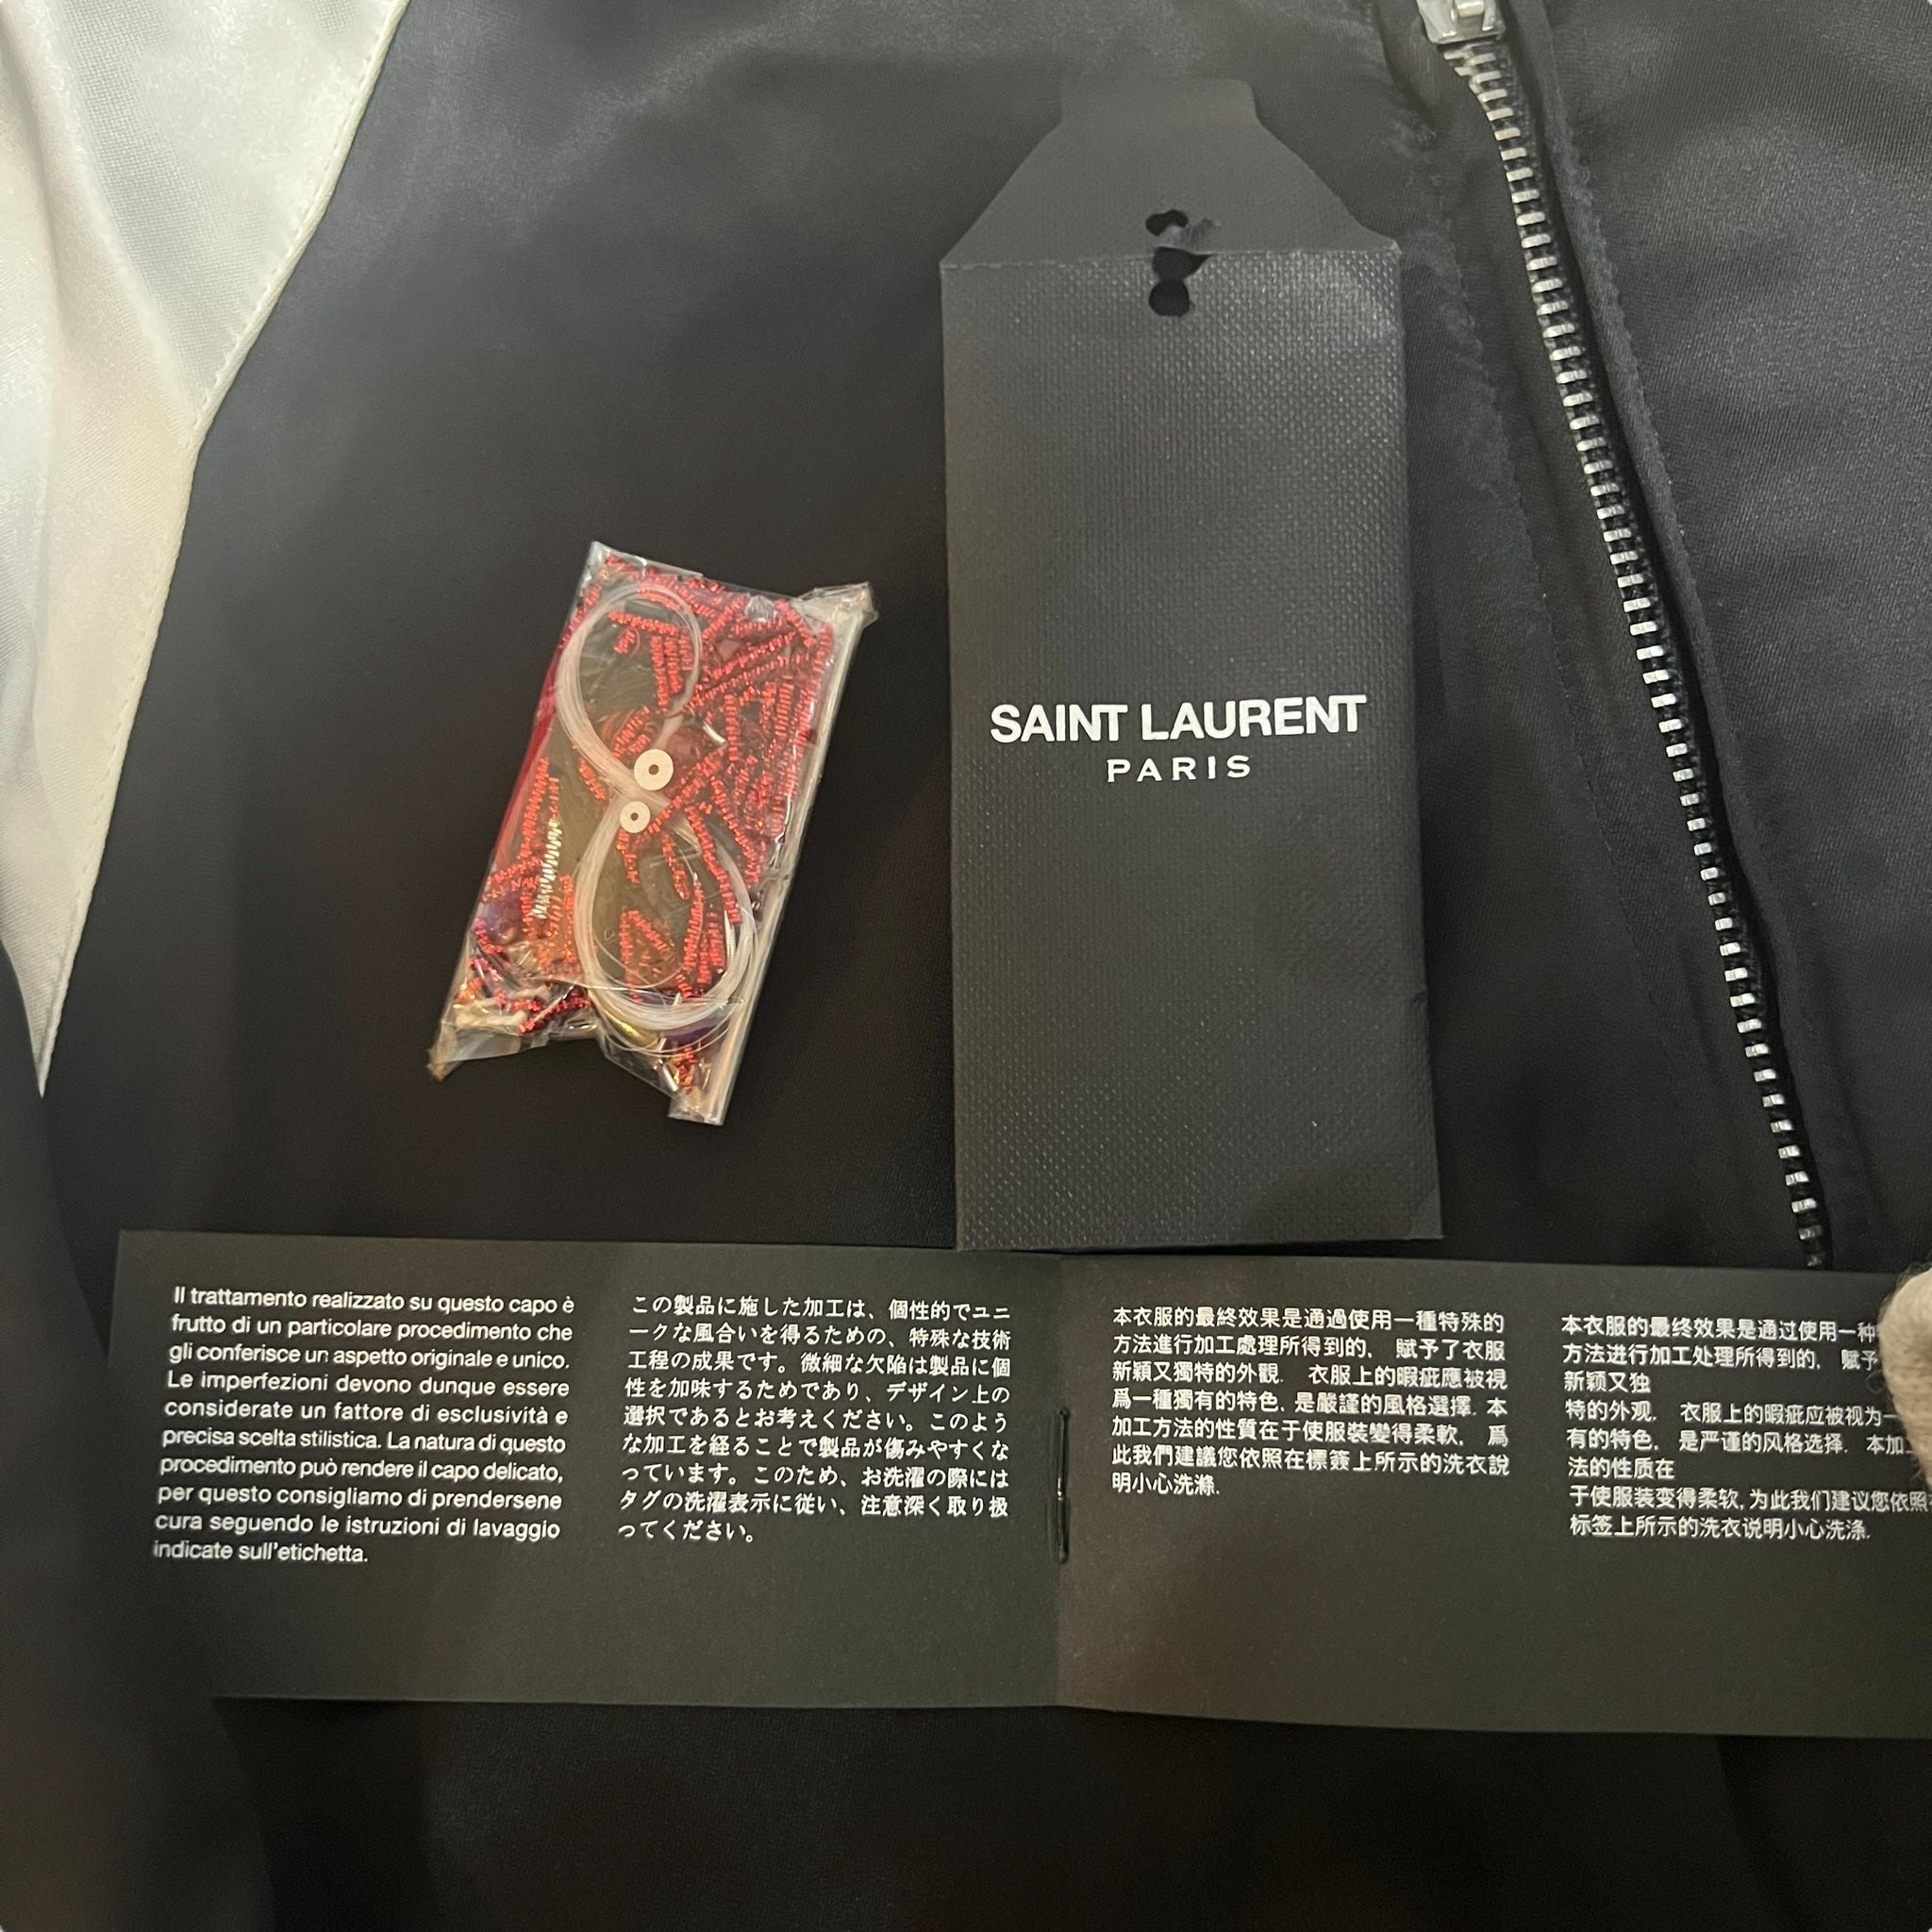 SAINT LAURENT
PARIS
Il trattamento realizzato su questo capo è
frutto di un particolare procedimento che
gli conferisce un aspetto originale e unico.
Le imperfezioni devono dunque essere
considerate un fattore di esclusività e
precisa scelta stilistica. La natura di questo
procedimento può rendere il capo delicato,
per questo consigliamo di prendersene
cura seguendo le istruzioni di lavaggio
indicate sull'etichetta.
この製品に施した加工は、個性的でユニ
ークな風合いを得るための、特殊な技術
工程の成果です。微細な欠陥は製品に個
性を加味するためであり、デザイン上の
選択であるとお考えください。このよう
な加工を経ることで製品が傷みやすくな
っています。このため、お洗濯の際には
タグの洗濯表示に従い、注意深く取り扱
ってください。
本衣服的最終效果是通過使用一種特殊的
方法進行加工處理所得到的, 賦予了衣服
新穎又獨特的外觀. 衣服上的暇疵應被視
爲一種獨有的特色, 是嚴謹的風格選擇. 本
加工方法的性質在于使服裝變得柔軟, 爲
此我們建議您依照在標簽上所示的洗衣說
明小心洗滌.
本衣服的最终效果是通过使用一种
方法进行加工处理所得到的, 赋予
新颖又独
特的外观. 衣服上的暇疵应被视为一
有的特色, 是严谨的风格选择. 本加
法的性质在
于使服装变得柔软, 为此我们建议您依照
标签上所示的洗衣说明小心洗涤.